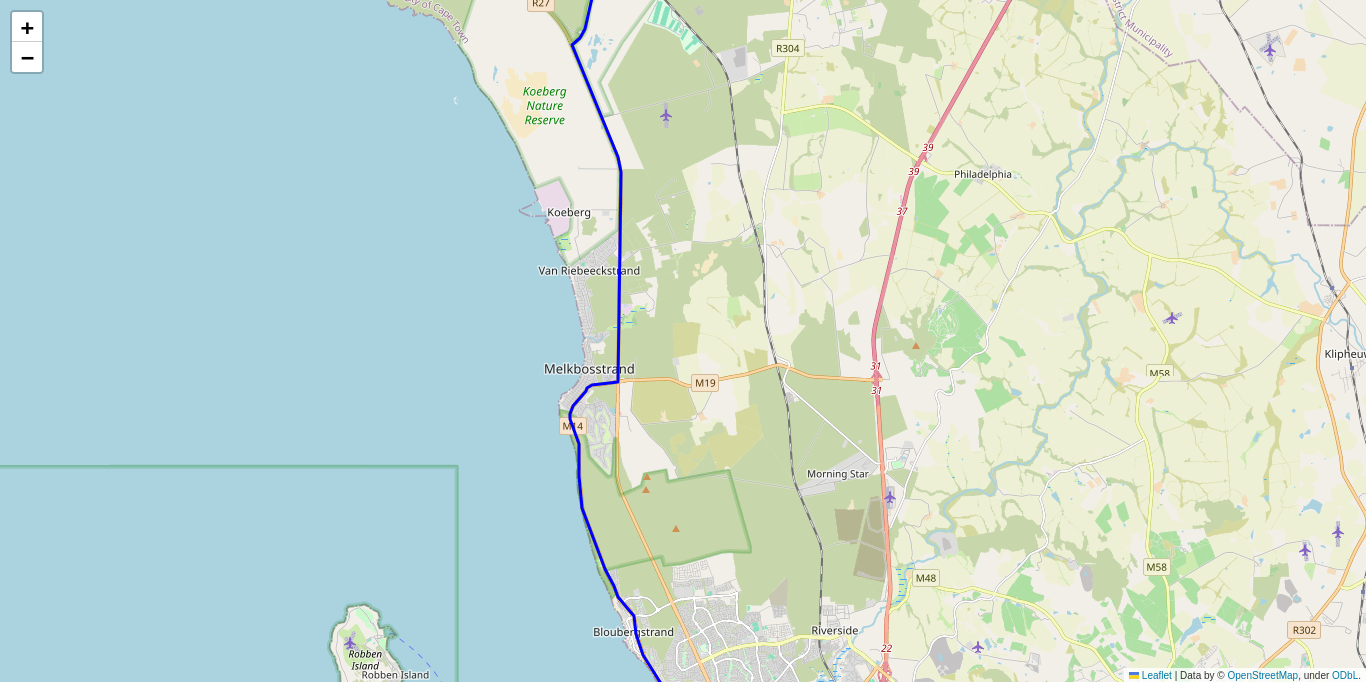 +
−
R27
City of Cape Town
District Municipality
R304
Koeberg
Nature
Reserve
39
39
Philadelphia
37
Koeberg
Van Riebeeckstrand
Melkbosstrand
31
31
M19
M58
Klipheuv
M14
Morning Star
M48
M58
Bloubergstrand
Riverside
R302
22
Robben
Island
Robben Island
Leaflet | Data by © OpenStreetMap, under ODbL.